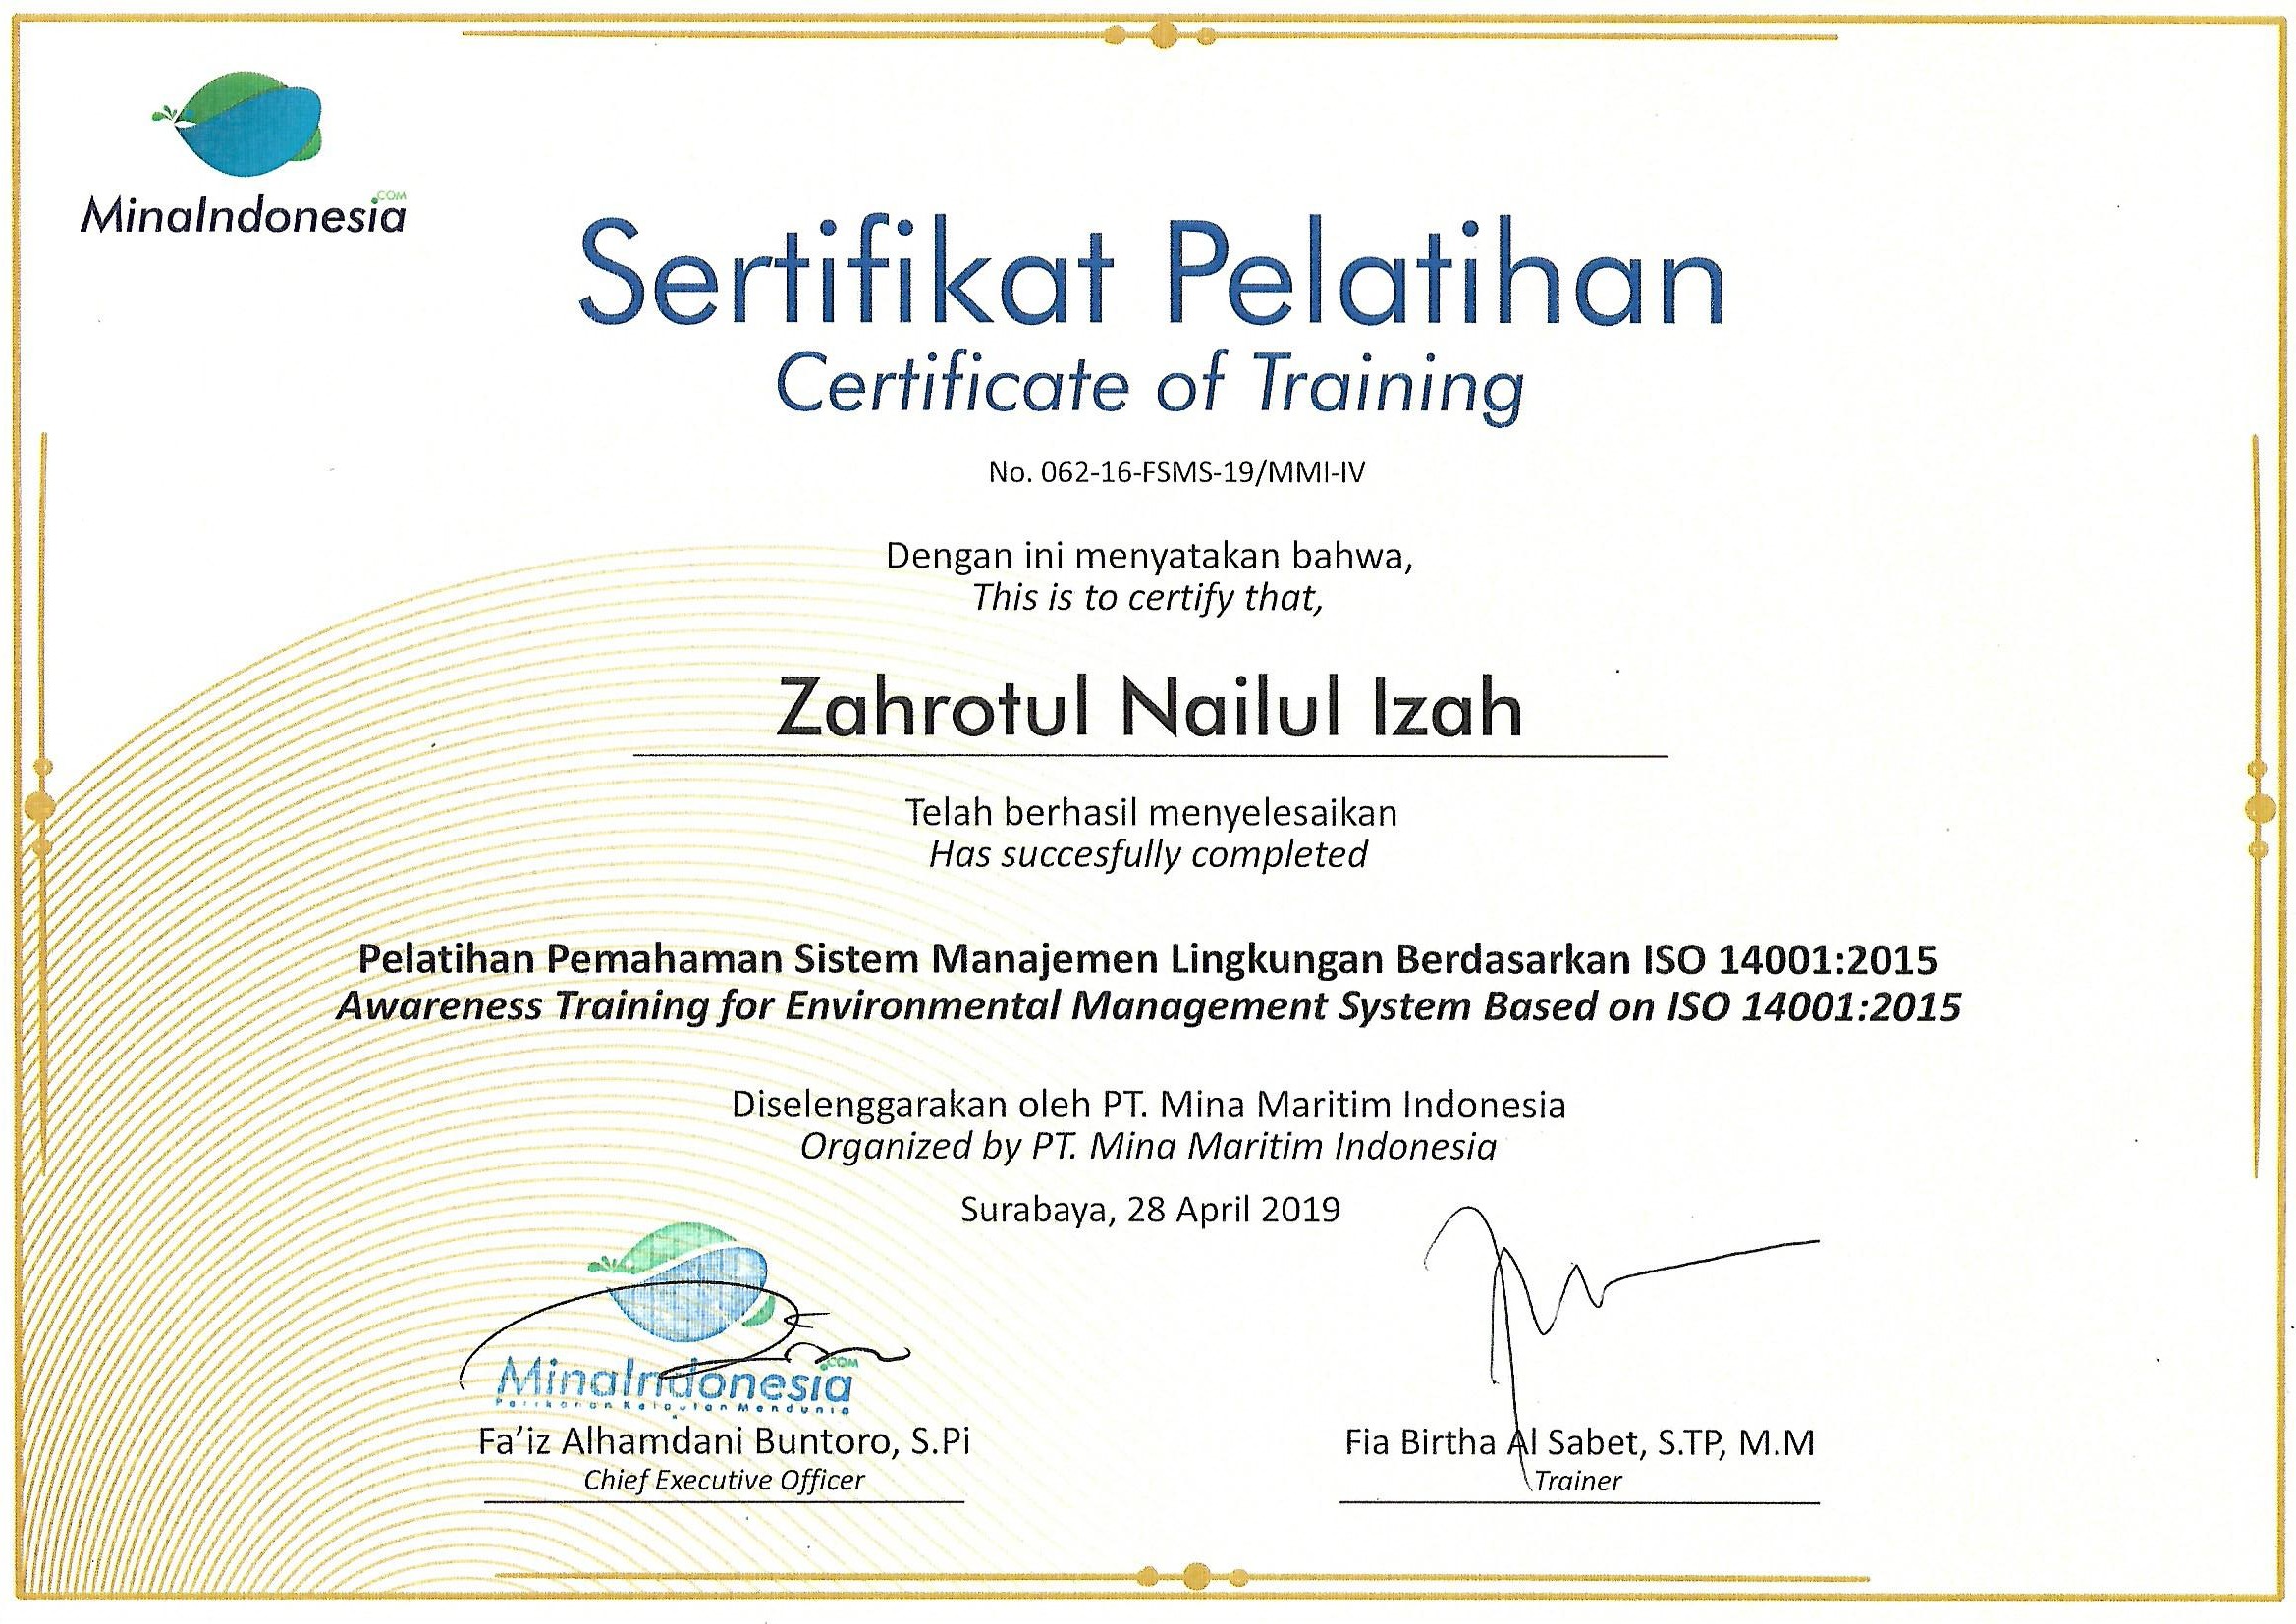 MinaIndonesia.COM
Sertifikat Pelatihan
Certificate of Training
No. 062-16-FSMS-19/MMI-IV
Dengan ini menyatakan bahwa,
This is to certify that,
Zahrotul Nailul Izah
Telah berhasil menyelesaikan
Has succesfully completed
Pelatihan Pemahaman Sistem Manajemen Lingkungan Berdasarkan ISO 14001:2015
Awareness Training for Environmental Management System Based on ISO 14001:2015
Diselenggarakan oleh PT. Mina Maritim Indonesia
Organized by PT. Mina Maritim Indonesia
Surabaya, 28 April 2019
MinaIndonesia.COM
Perikanan Kelautan Mendunia
Fa'iz Alhamdani Buntoro, S.Pi
Chief Executive Officer
Fia Birtha Al Sabet, S.TP, M.M
Trainer